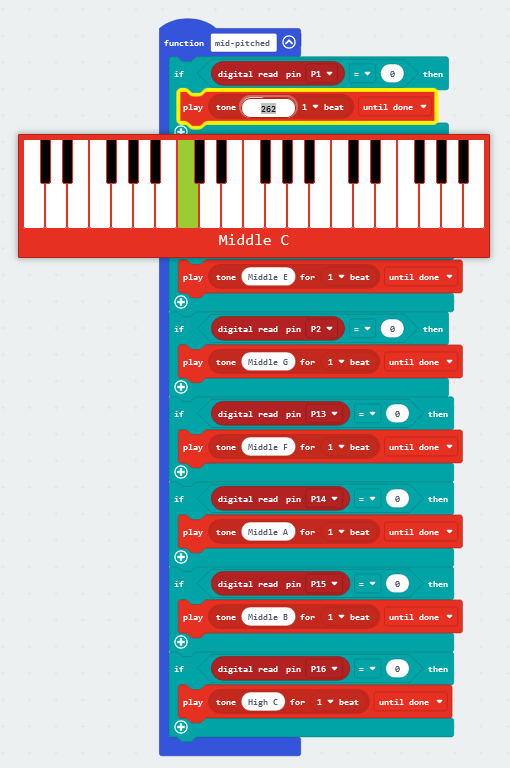 function mid-pitched
if digital read pin P1 = 0 then
play tone 262 1 beat until done
Middle C
play tone Middle E for 1 beat until done
if digital read pin P2 = 0 then
play tone Middle G for 1 beat until done
if digital read pin P13 = 0 then
play tone Middle F for 1 beat until done
if digital read pin P14 = 0 then
play tone Middle A for 1 beat until done
if digital read pin P15 = 0 then
play tone Middle B for 1 beat until done
if digital read pin P16 = 0 then
play tone High C for 1 beat until done